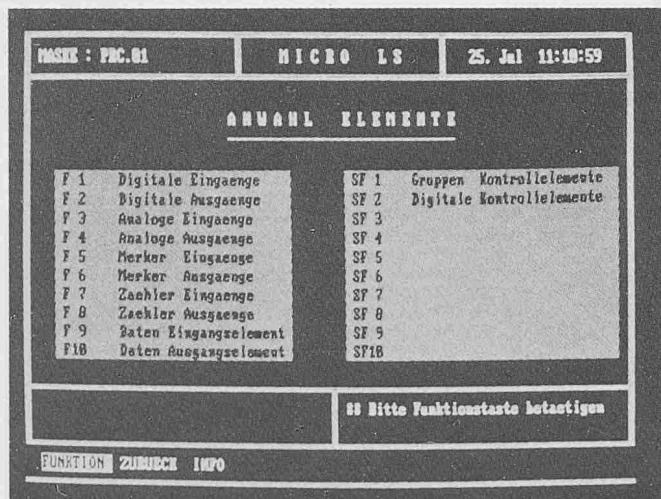 MASKE : PRC.01 MICRO LS 25. Jul 11:10:59
ANWAHL ELEMENTE
F 1 Digitale Eingaenge
F 2 Digitale Ausgaenge
F 3 Analoge Eingaenge
F 4 Analoge Ausgaenge
F 5 Merker Eingaenge
F 6 Merker Ausgaenge
F 7 Zaehler Eingaenge
F 8 Zaehler Ausgaenge
F 9 Daten Eingangselement
F10 Daten Ausgangselement
SF 1 Gruppen Kontrollelemente
SF 2 Digitale Kontrollelemente
SF 3
SF 4
SF 5
SF 6
SF 7
SF 8
SF 9
SF10
00 Bitte Funktionstaste betaetigen
FUNKTION ZURUECK INFO